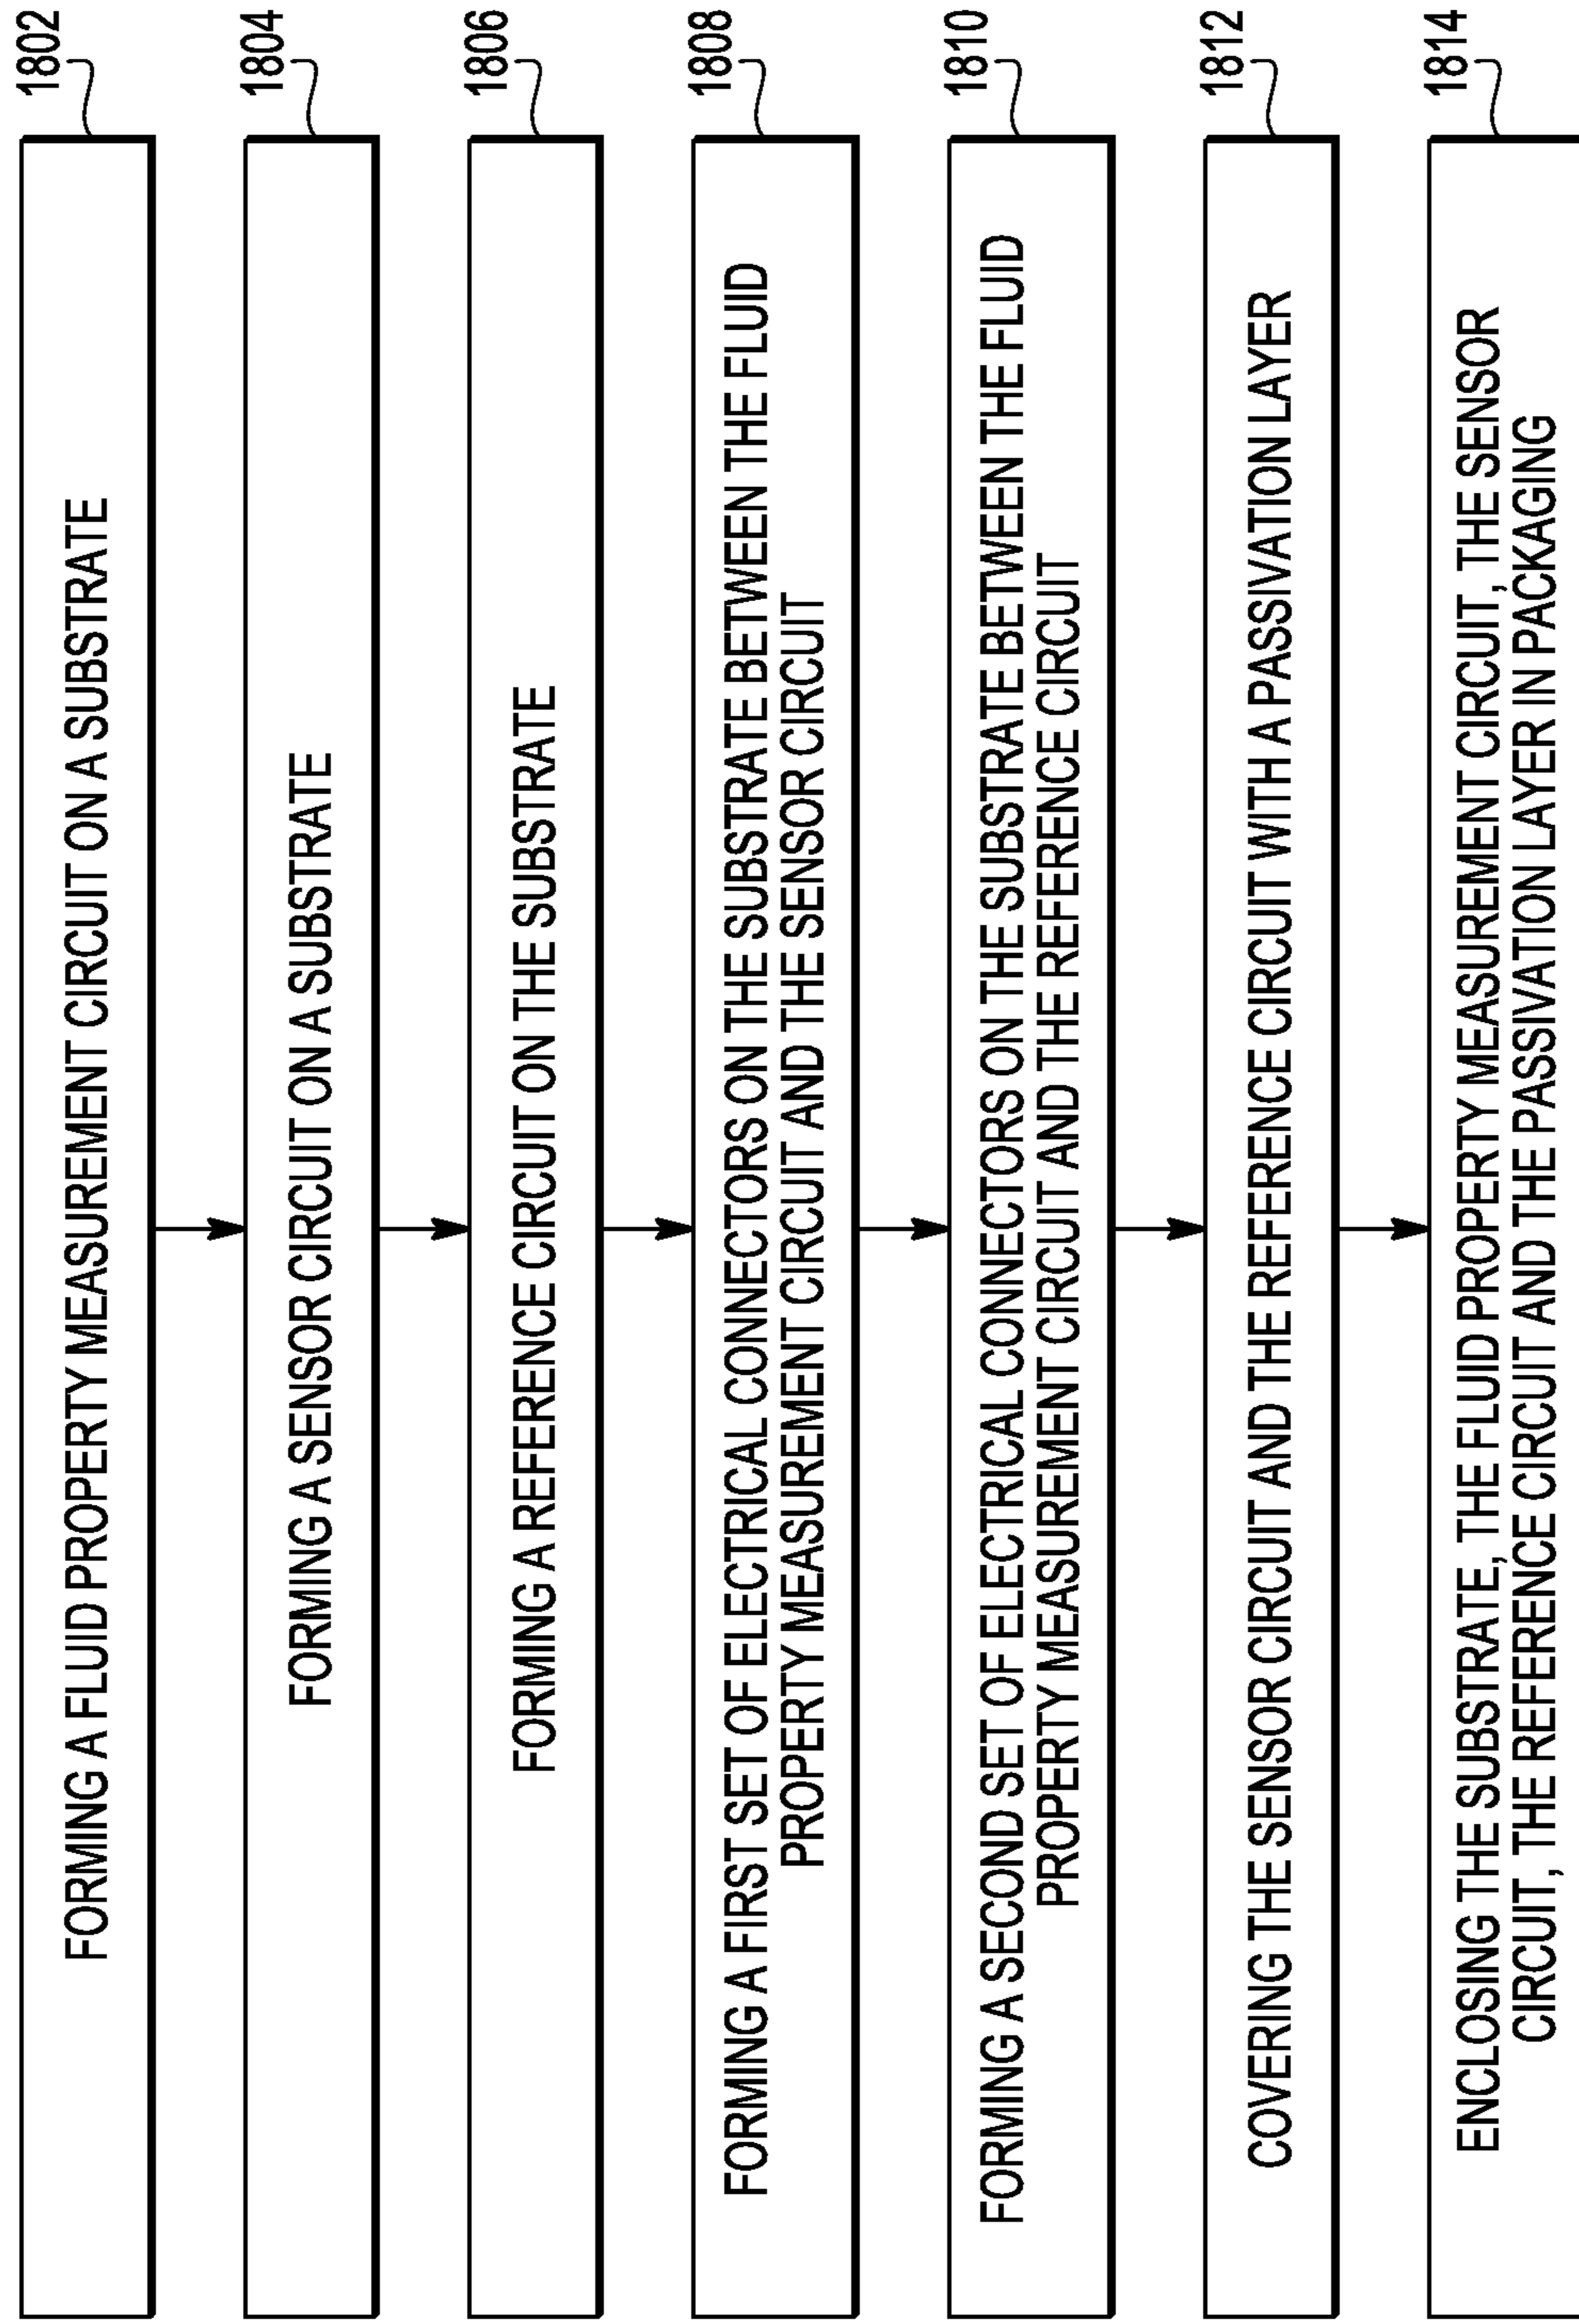 1802
FORMING A FLUID PROPERTY MEASUREMENT CIRCUIT ON A SUBSTRATE
1804
FORMING A SENSOR CIRCUIT ON A SUBSTRATE
1806
FORMING A REFERENCE CIRCUIT ON THE SUBSTRATE
1808
FORMING A FIRST SET OF ELECTRICAL CONNECTORS ON THE SUBSTRATE BETWEEN THE FLUID
PROPERTY MEASUREMENT CIRCUIT AND THE SENSOR CIRCUIT
1810
FORMING A SECOND SET OF ELECTRICAL CONNECTORS ON THE SUBSTRATE BETWEEN THE FLUID
PROPERTY MEASUREMENT CIRCUIT AND THE REFERENCE CIRCUIT
1812
COVERING THE SENSOR CIRCUIT AND THE REFERENCE CIRCUIT WITH A PASSIVATION LAYER
1814
ENCLOSING THE SUBSTRATE, THE FLUID PROPERTY MEASUREMENT CIRCUIT, THE SENSOR
CIRCUIT, THE REFERENCE CIRCUIT AND THE PASSIVATION LAYER IN PACKAGING